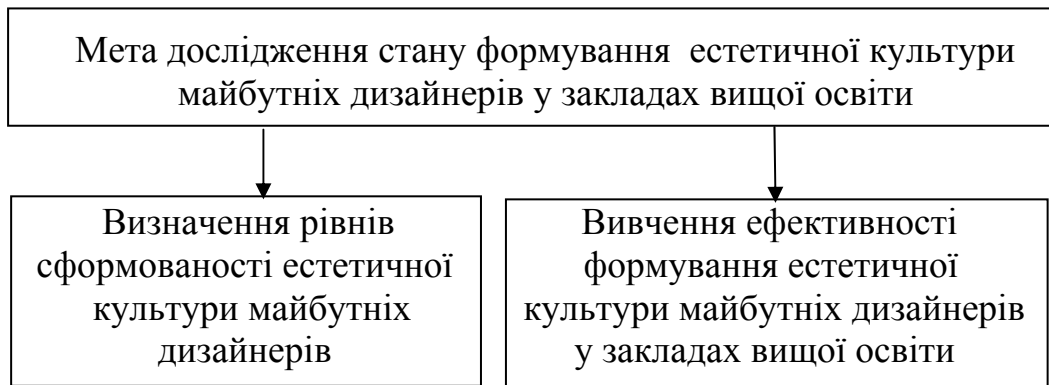 Мета дослідження стану формування естетичної культури
майбутніх дизайнерів у закладах вищої освіти
Визначення рівнів
сформованості естетичної
культури майбутніх
дизайнерів
Вивчення ефективності
формування естетичної
культури майбутніх дизайнерів
у закладах вищої освіти